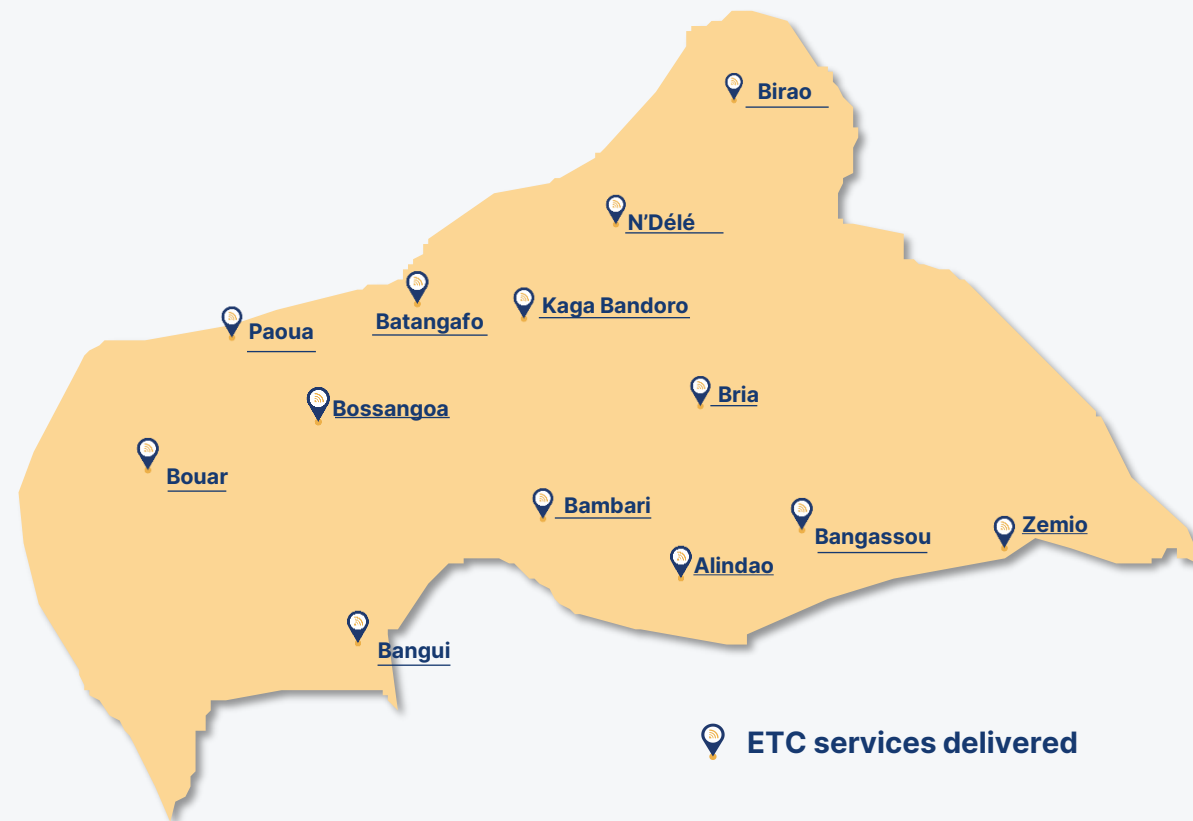 Birao
N’Délé
Kaga Bandoro
Batangafo
Paoua
Bria
Bossangoa
Bouar
Bambari
Zemio
Bangassou
Alindao
Bangui
ETC services delivered